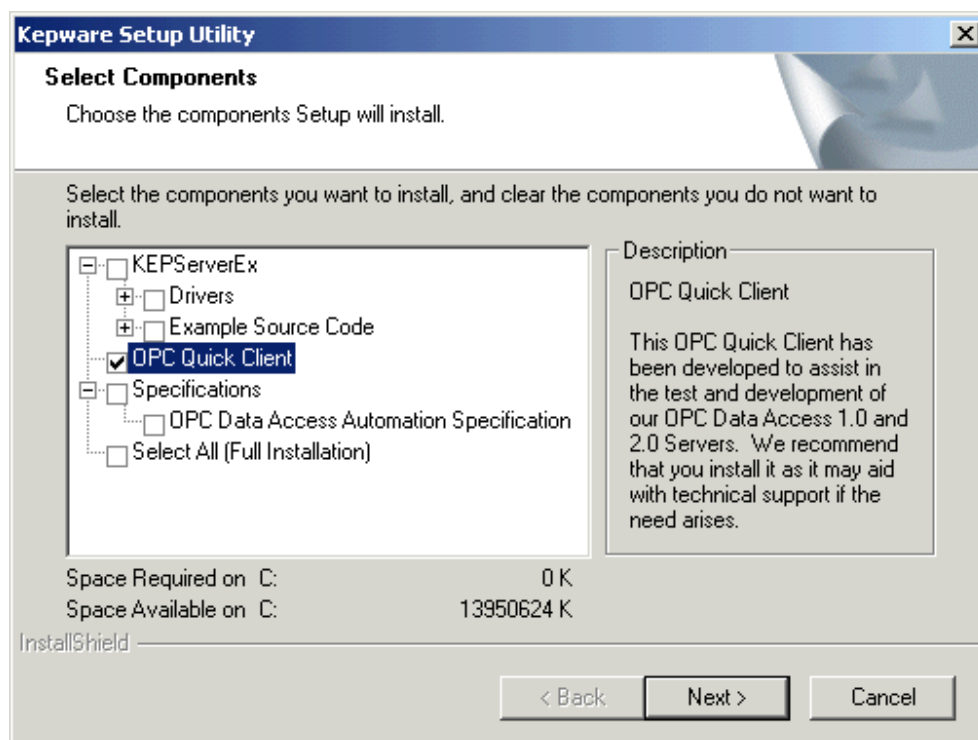 Kepware Setup Utility
Select Components
Choose the components Setup will install.
Select the components you want to install, and clear the components you do not want to
install.
KEPServerEx
Drivers
Example Source Code
OPC Quick Client
Specifications
OPC Data Access Automation Specification
Select All (Full Installation)
Description
OPC Quick Client
This OPC Quick Client has
been developed to assist in
the test and development of
our OPC Data Access 1.0 and
2.0 Servers.  We recommend
that you install it as it may aid
with technical support if the
need arises.
Space Required on  C: 0 K
Space Available on  C: 13950624 K
InstallShield
< Back Next > Cancel